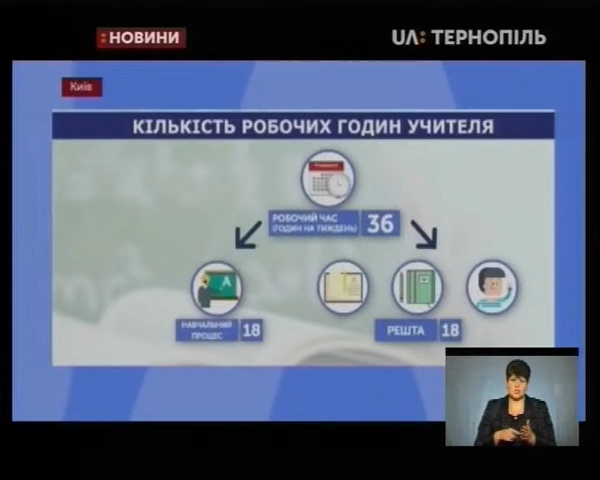 :НОВИНИ
UA: ТЕРНОПІЛЬ
Київ
КІЛЬКІСТЬ РОБОЧИХ ГОДИН УЧИТЕЛЯ
РОБОЧИЙ ЧАС
(ГОДИН НА ТИЖДЕНЬ)
36
A
НАВЧАЛЬНИЙ
ПРОЦЕС
18
РЕШТА
18